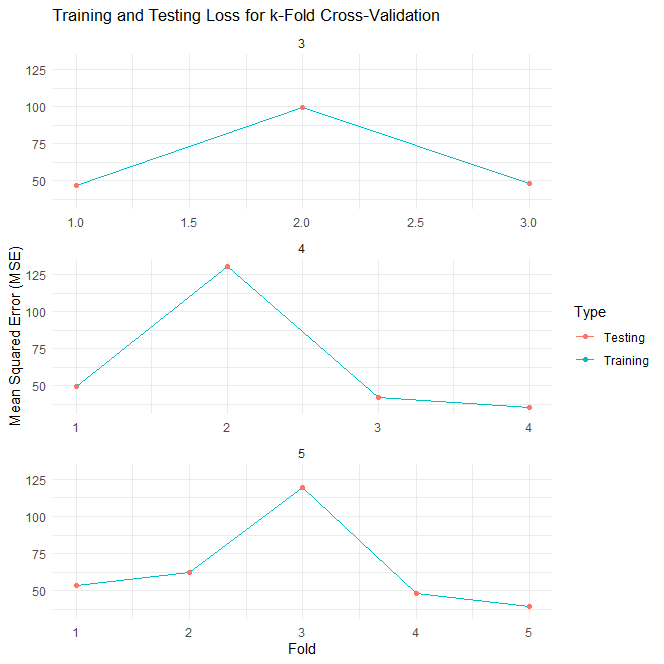 Training and Testing Loss for k-Fold Cross-Validation
3
125
100
75
50
1.0 1.5 2.0 2.5 3.0
4
125
100
75
50
1 2 3 4
5
125
100
75
50
1 2 3 4 5
Fold
Mean Squared Error (MSE)
Type
Testing
Training